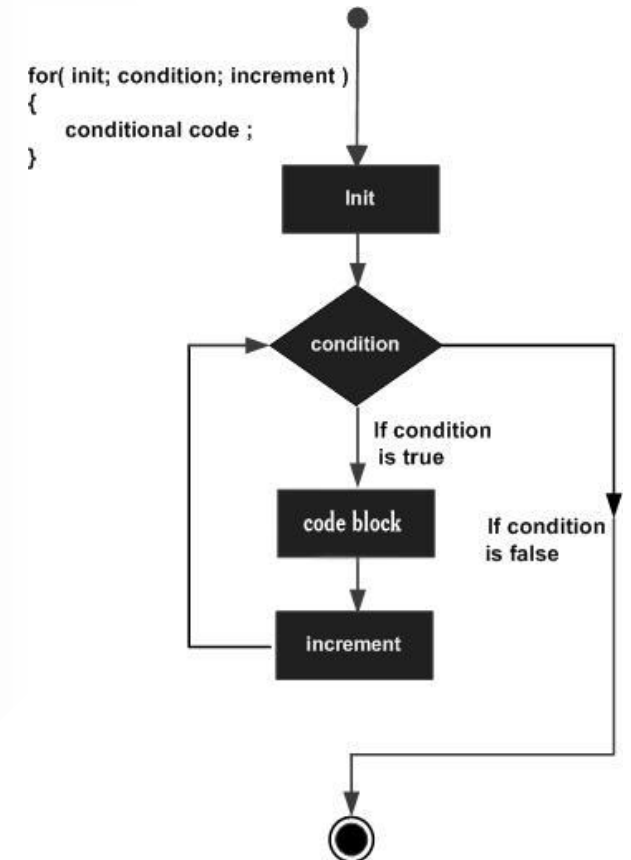 for( init; condition; increment )
{
conditional code ;
}
Init
condition
If condition
is true
code block
If condition
is false
increment